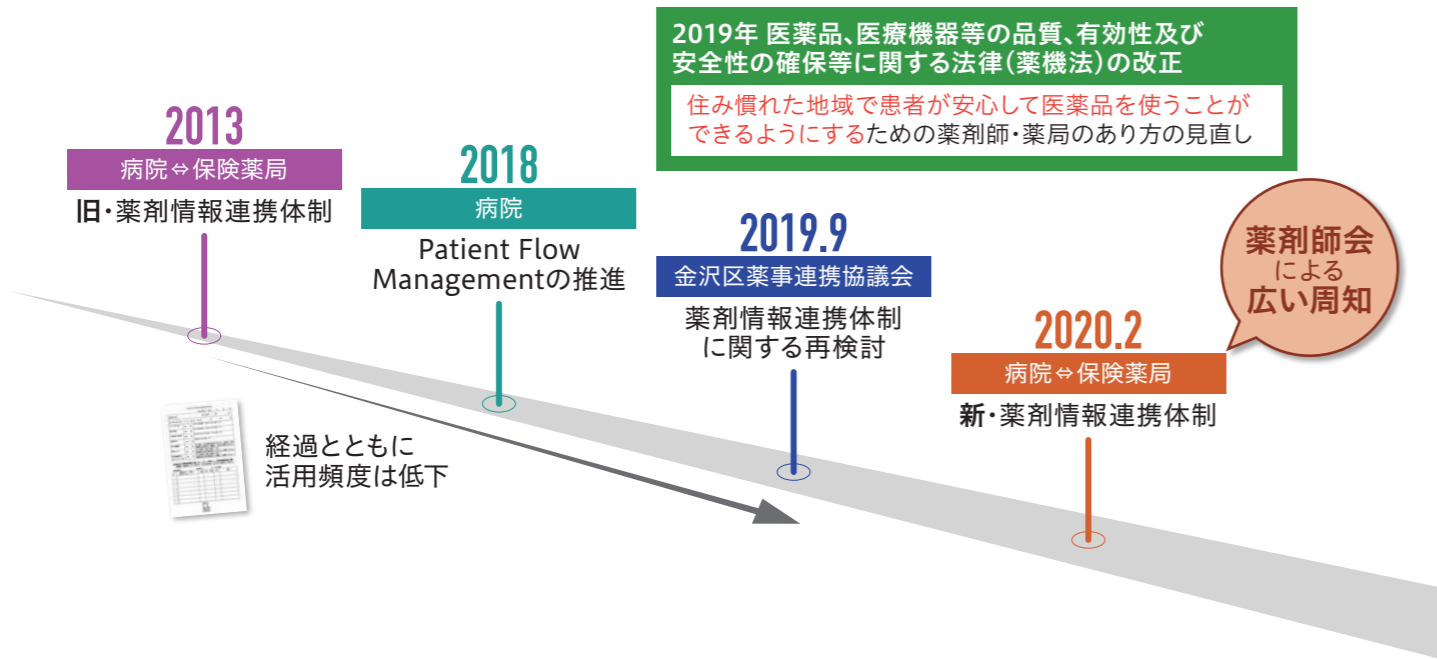 2019年 医薬品、医療機器等の品質、有効性及び
安全性の確保等に関する法律（薬機法）の改正
住み慣れた地域で患者が安心して医薬品を使うことが
できるようにするための薬剤師・薬局のあり方の見直し
2013
病院⇔保険薬局
旧・薬剤情報連携体制
2018
病院
Patient Flow
Managementの推進
2019.9
金沢区薬事連携協議会
薬剤情報連携体制
に関する再検討
2020.2
病院⇔保険薬局
新・薬剤情報連携体制
薬剤師会
による
広い周知
経過とともに
活用頻度は低下